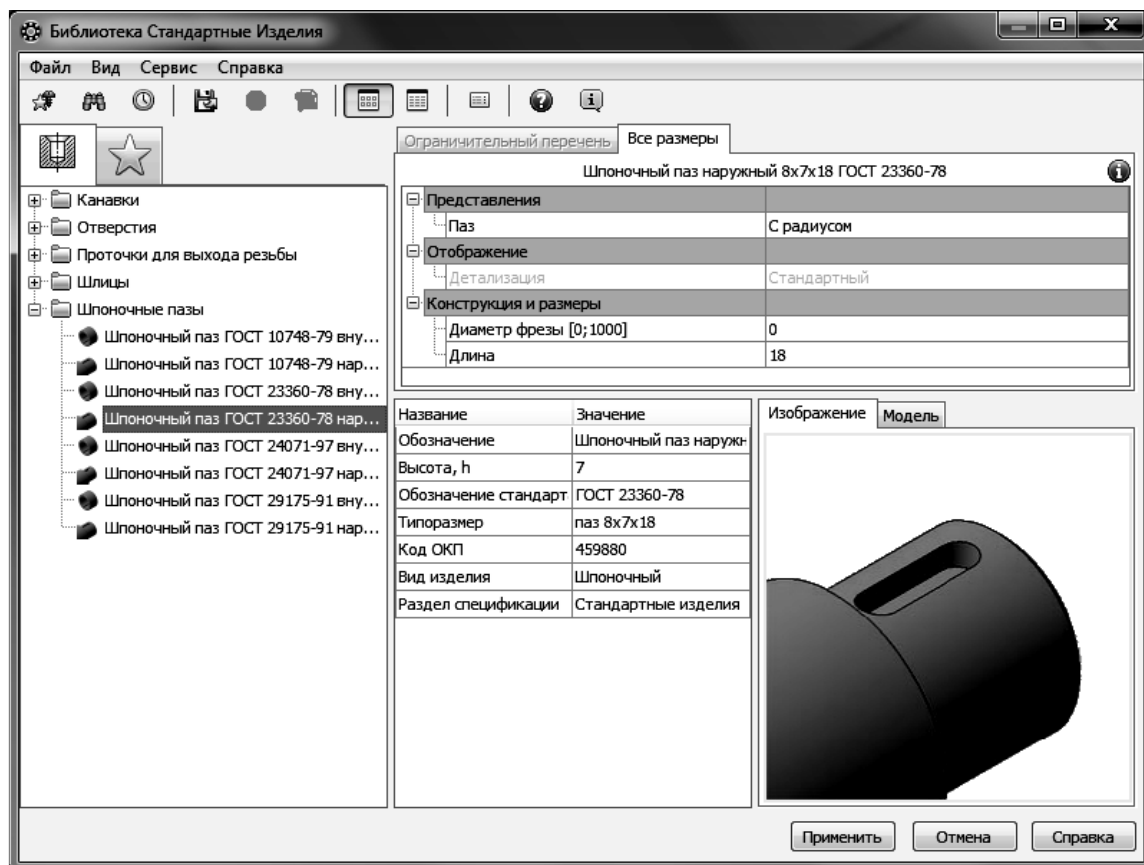 Библиотека Стандартные Изделия
Файл Вид Сервис Справка
Канавки
Отверстия
Проточки для выхода резьбы
Шлицы
Шпоночные пазы
Шпоночный паз ГОСТ 10748-79 вну...
Шпоночный паз ГОСТ 10748-79 нар...
Шпоночный паз ГОСТ 23360-78 вну...
Шпоночный паз ГОСТ 23360-78 нар...
Шпоночный паз ГОСТ 24071-97 вну...
Шпоночный паз ГОСТ 24071-97 нар...
Шпоночный паз ГОСТ 29175-91 вну...
Шпоночный паз ГОСТ 29175-91 нар...
Ограничительный перечень Все размеры
Шпоночный паз наружный 8x7x18 ГОСТ 23360-78
Представления
Паз С радиусом
Отображение
Детализация Стандартный
Конструкция и размеры
Диаметр фрезы [0;1000] 0
Длина 18
Название Значение
Обозначение Шпоночный паз наружн
Высота, h 7
Обозначение стандарт ГОСТ 23360-78
Типоразмер паз 8x7x18
Код ОКП 459880
Вид изделия Шпоночный
Раздел спецификации Стандартные изделия
Изображение Модель
Применить Отмена Справка